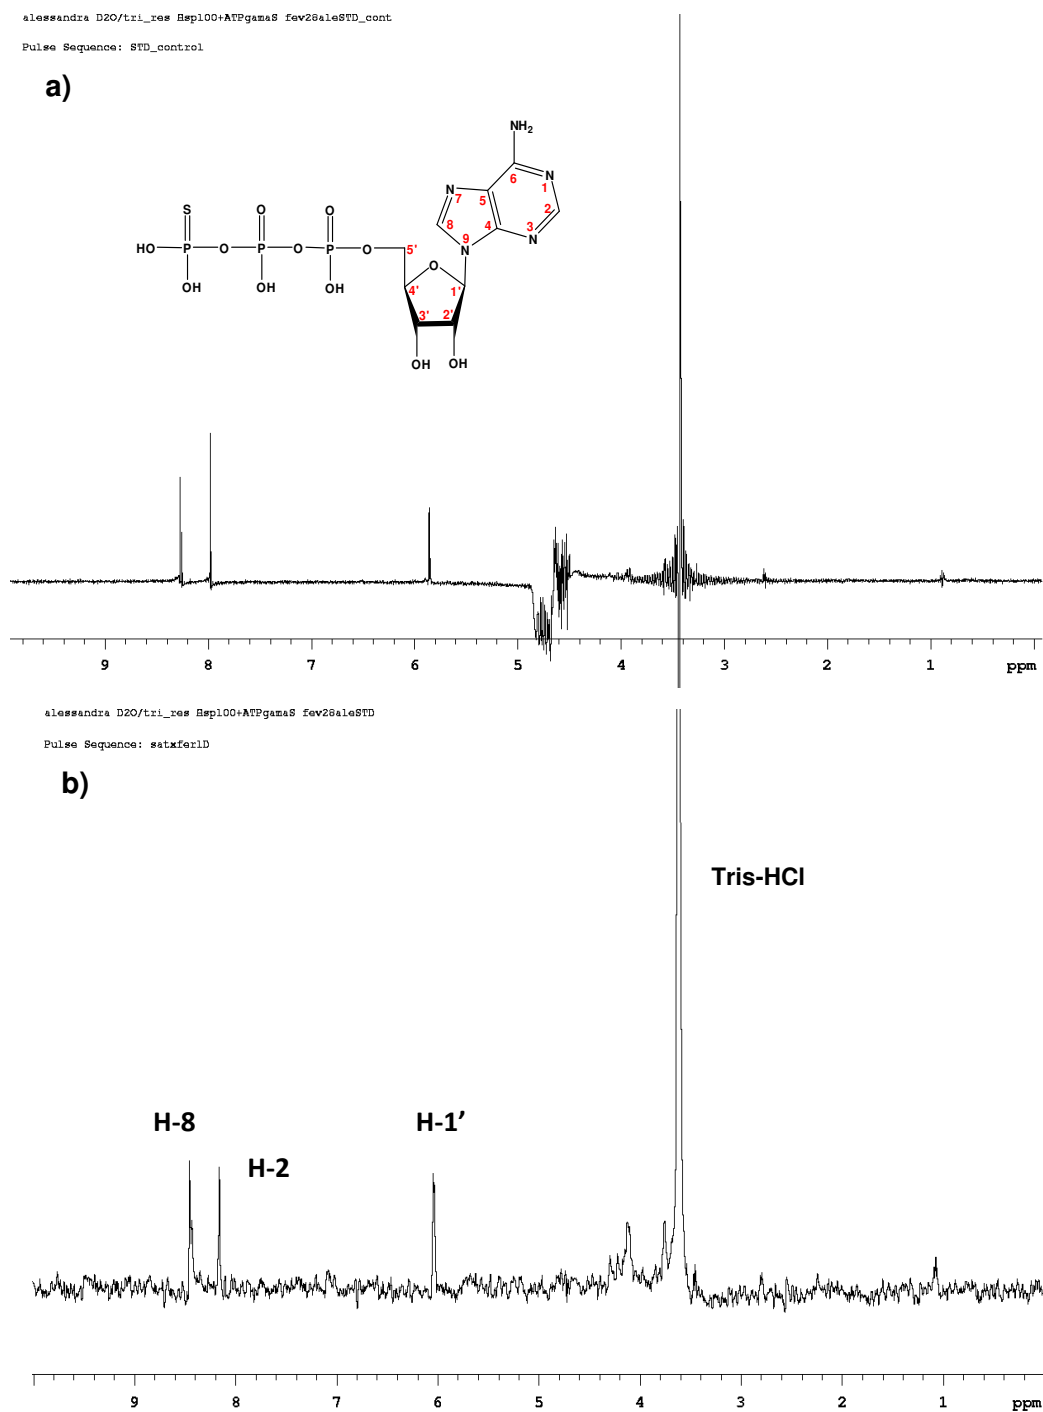 alessandra D2O/tri_res Hsp100+ATPgamaS fev28aleSTD_cont
Pulse Sequence: STD_control
a)
NH2
6
N
1
N
7
5
2
8
4
3
N
9
N
S
O
O
HO
P
O
P
O
P
O
5'
OH
OH
OH
O
4'
1'
3'
2'
OH
OH
9
8
7
6
5
4
3
2
1
ppm
alessandra D2O/tri_res Hsp100+ATPgamaS fev28aleSTD
Pulse Sequence: satxfer1D
b)
Tris-HCl
H-8
H-1’
H-2
9
8
7
6
5
4
3
2
1
ppm